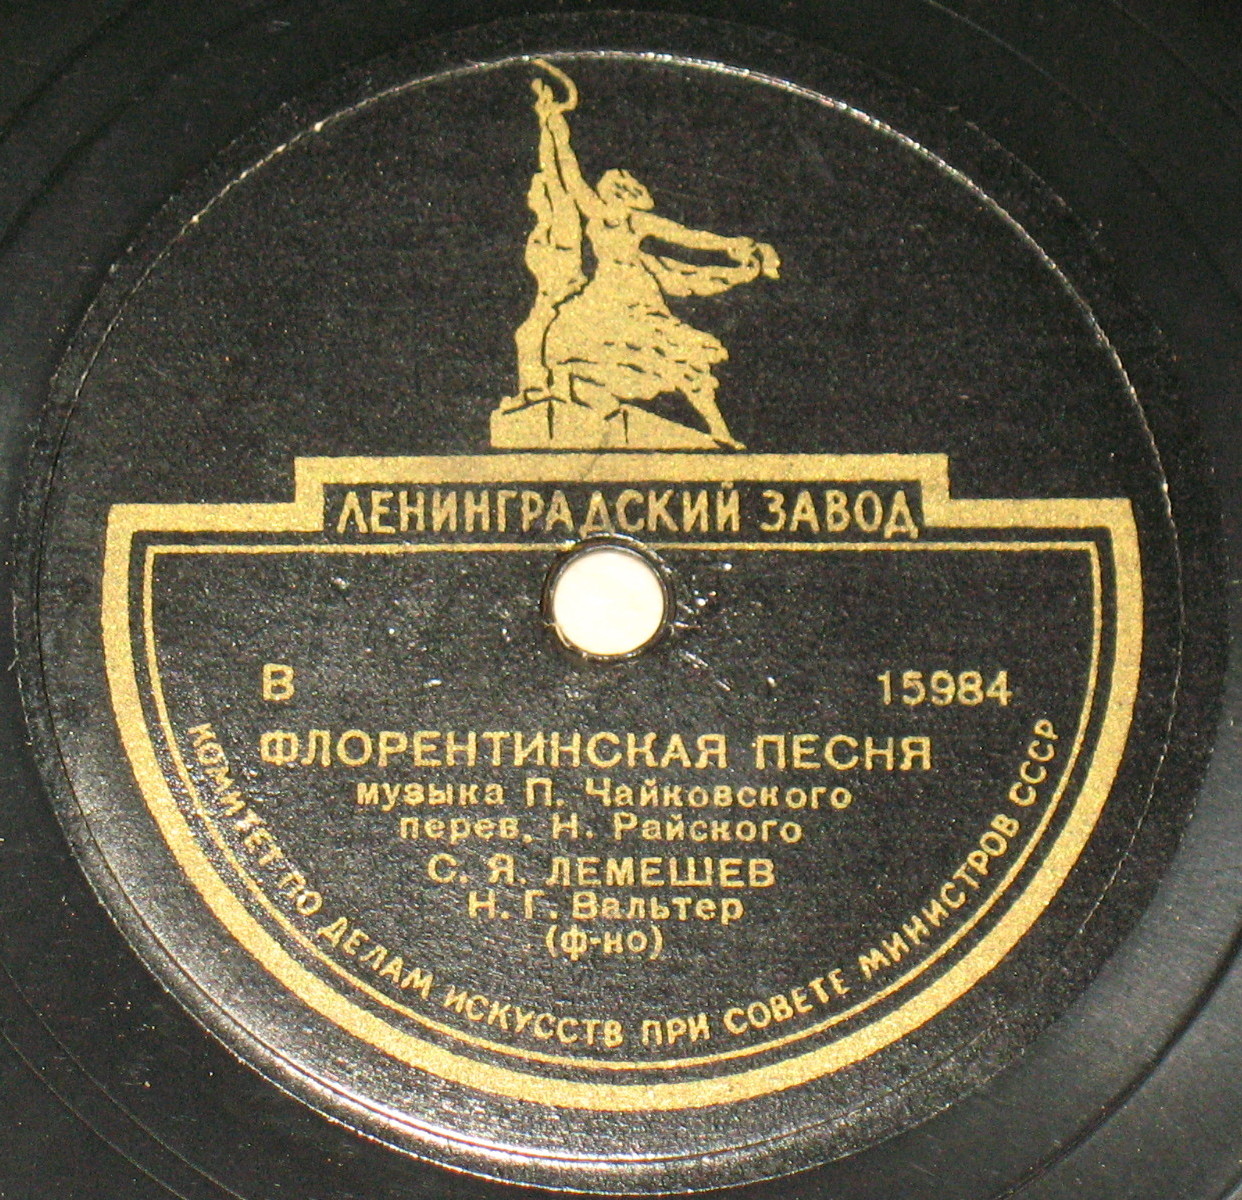 ЛЕНИНГРАДСКИЙ ЗАВОД
В 15984
ФЛОРЕНТИНСКАЯ ПЕСНЯ
музыка П. Чайковского
перев. Н. Райского
С. Я. ЛЕМЕШЕВ
Н. Г. Вальтер
(ф-но)
КОМИТЕТ ПО ДЕЛАМ ИСКУССТВ ПРИ СОВЕТЕ МИНИСТРОВ СССР